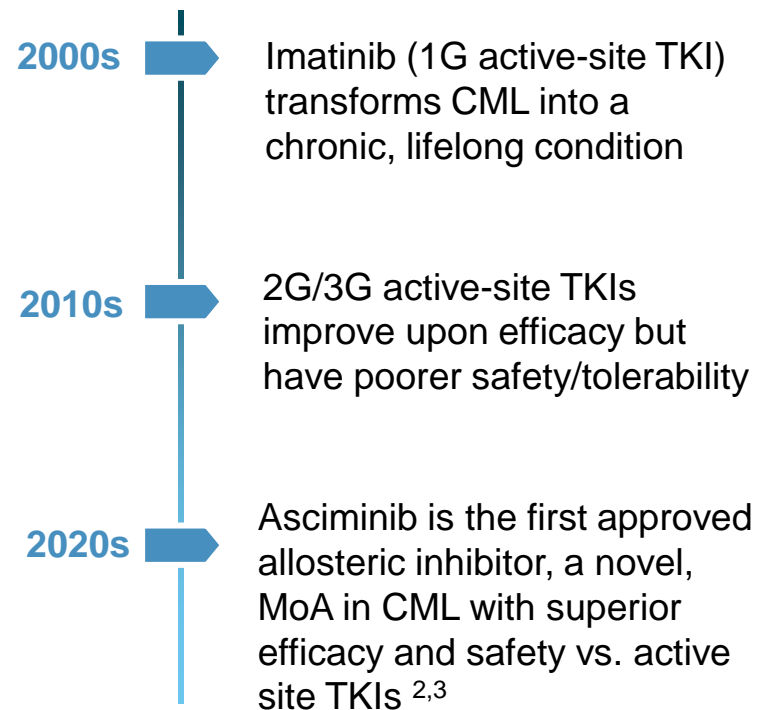 2000s
Imatinib (1G active-site TKI)
transforms CML into a
chronic, lifelong condition
2010s
2G/3G active-site TKIs
improve upon efficacy but
have poorer safety/tolerability
2020s
Asciminib is the first approved
allosteric inhibitor, a novel,
MoA in CML with superior
efficacy and safety vs. active
site TKIs 2,3